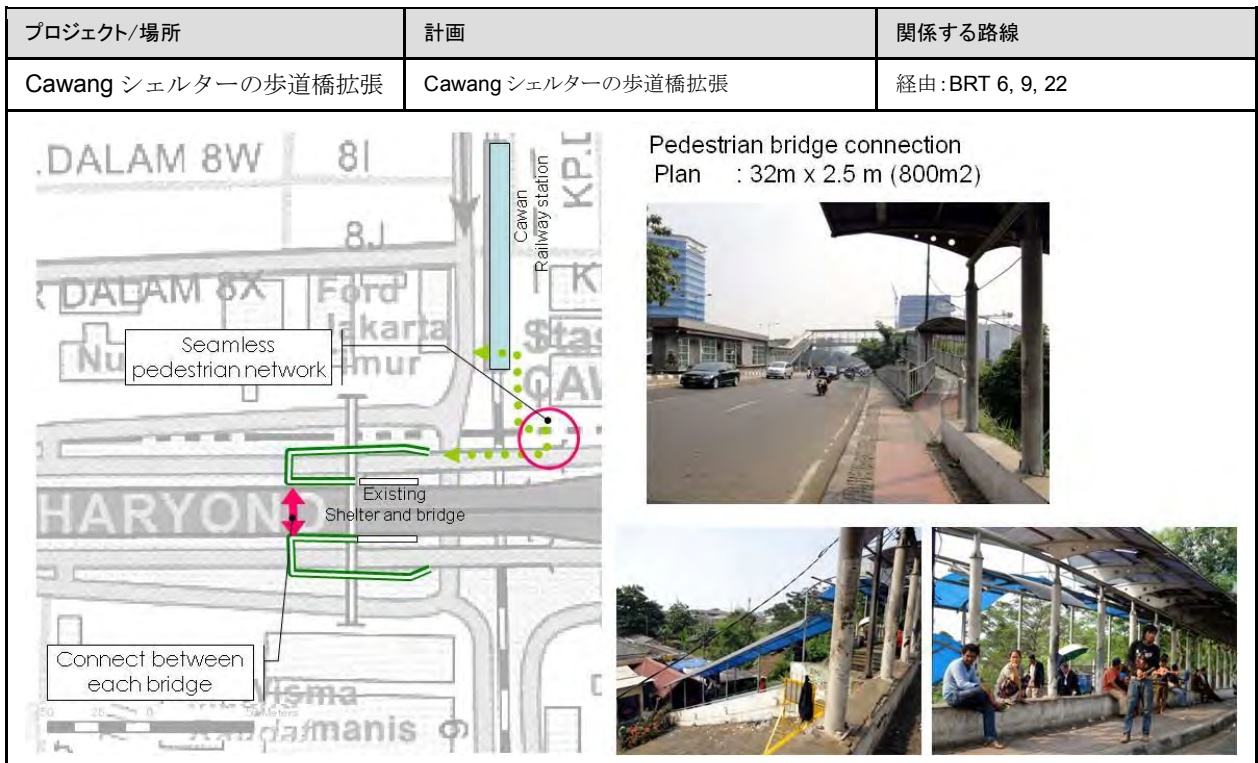 プロジェクト/場所
計画
関係する路線
Cawang シェルターの歩道橋拡張
Cawang シェルターの歩道橋拡張
経由:BRT 6, 9, 22
Pedestrian bridge connection
Plan : 32m x 2.5 m (800m2)
.DALAM 8W
8I
8J
DALAM 8X
Ford
Jakarta
Cawan
Railway station
Seamless
pedestrian network
Existing
Shelter and bridge
HARYONO
Connect between
each bridge